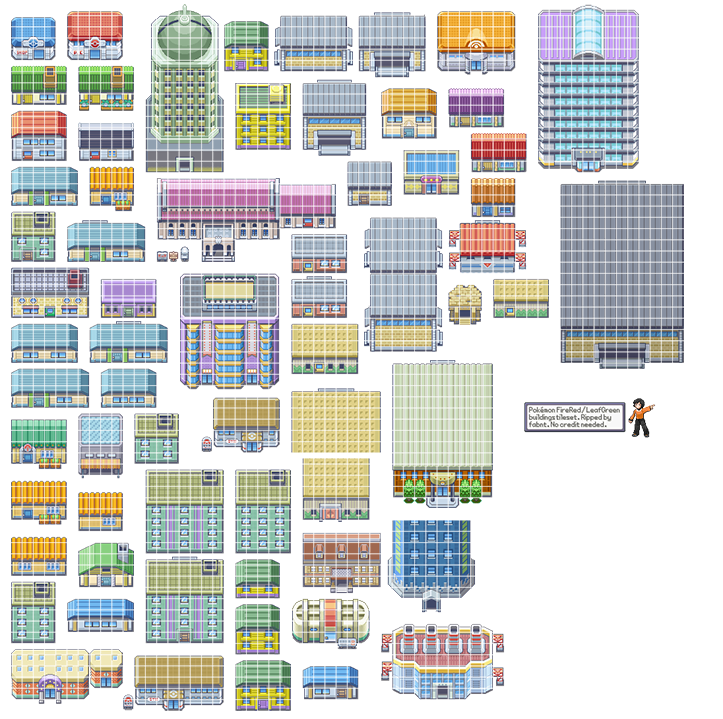 Pokémon FireRed/LeafGreen
buildings tileset. Ripped by
fabnt. No credit needed.